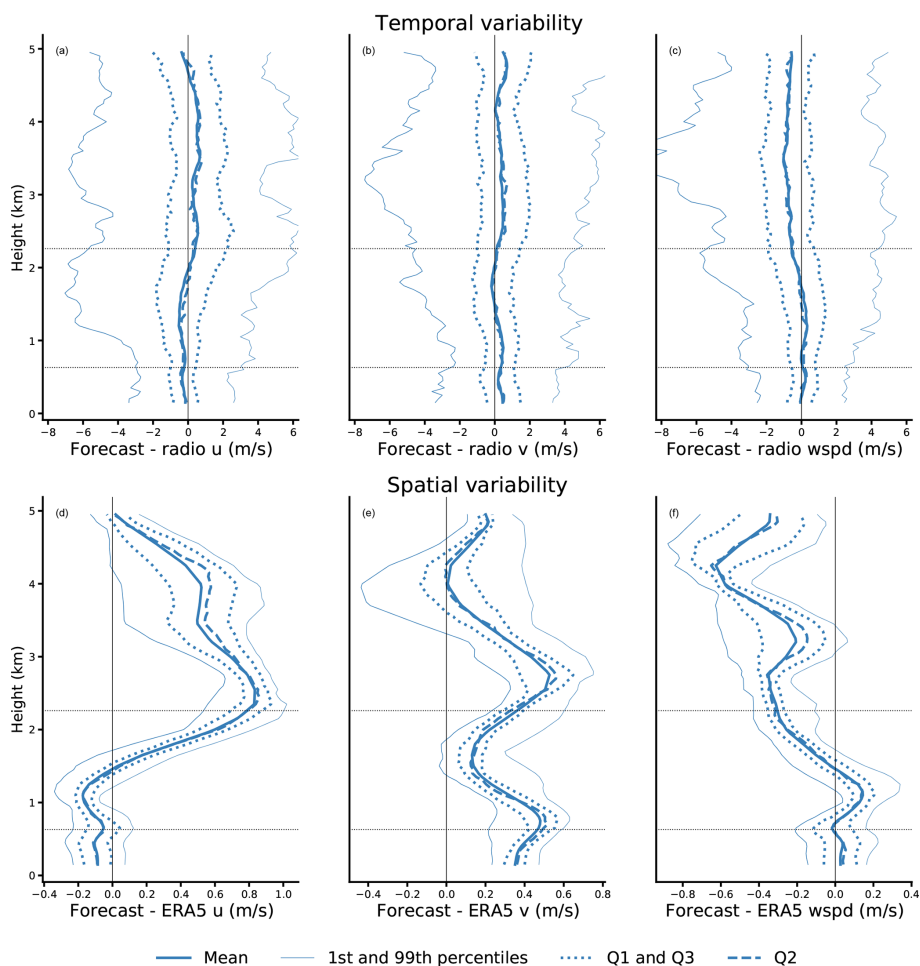 Temporal variability
(a)
(b)
(c)
5
4
3
2
1
0
Height (km)
−8 −6 −4 −2 0 2 4 6
−8 −6 −4 −2 0 2 4 6
−8 −6 −4 −2 0 2 4 6
Forecast - radio u (m/s)
Forecast - radio v (m/s)
Forecast - radio wspd (m/s)
Spatial variability
(d)
(e)
(f)
5
4
3
2
1
0
Height (km)
−0.4 −0.2 0.0 0.2 0.4 0.6 0.8 1.0
−0.4 −0.2 0.0 0.2 0.4 0.6 0.8
−0.8 −0.6 −0.4 −0.2 0.0 0.2 0.4
Forecast - ERA5 u (m/s)
Forecast - ERA5 v (m/s)
Forecast - ERA5 wspd (m/s)
Mean
1st and 99th percentiles
Q1 and Q3
Q2